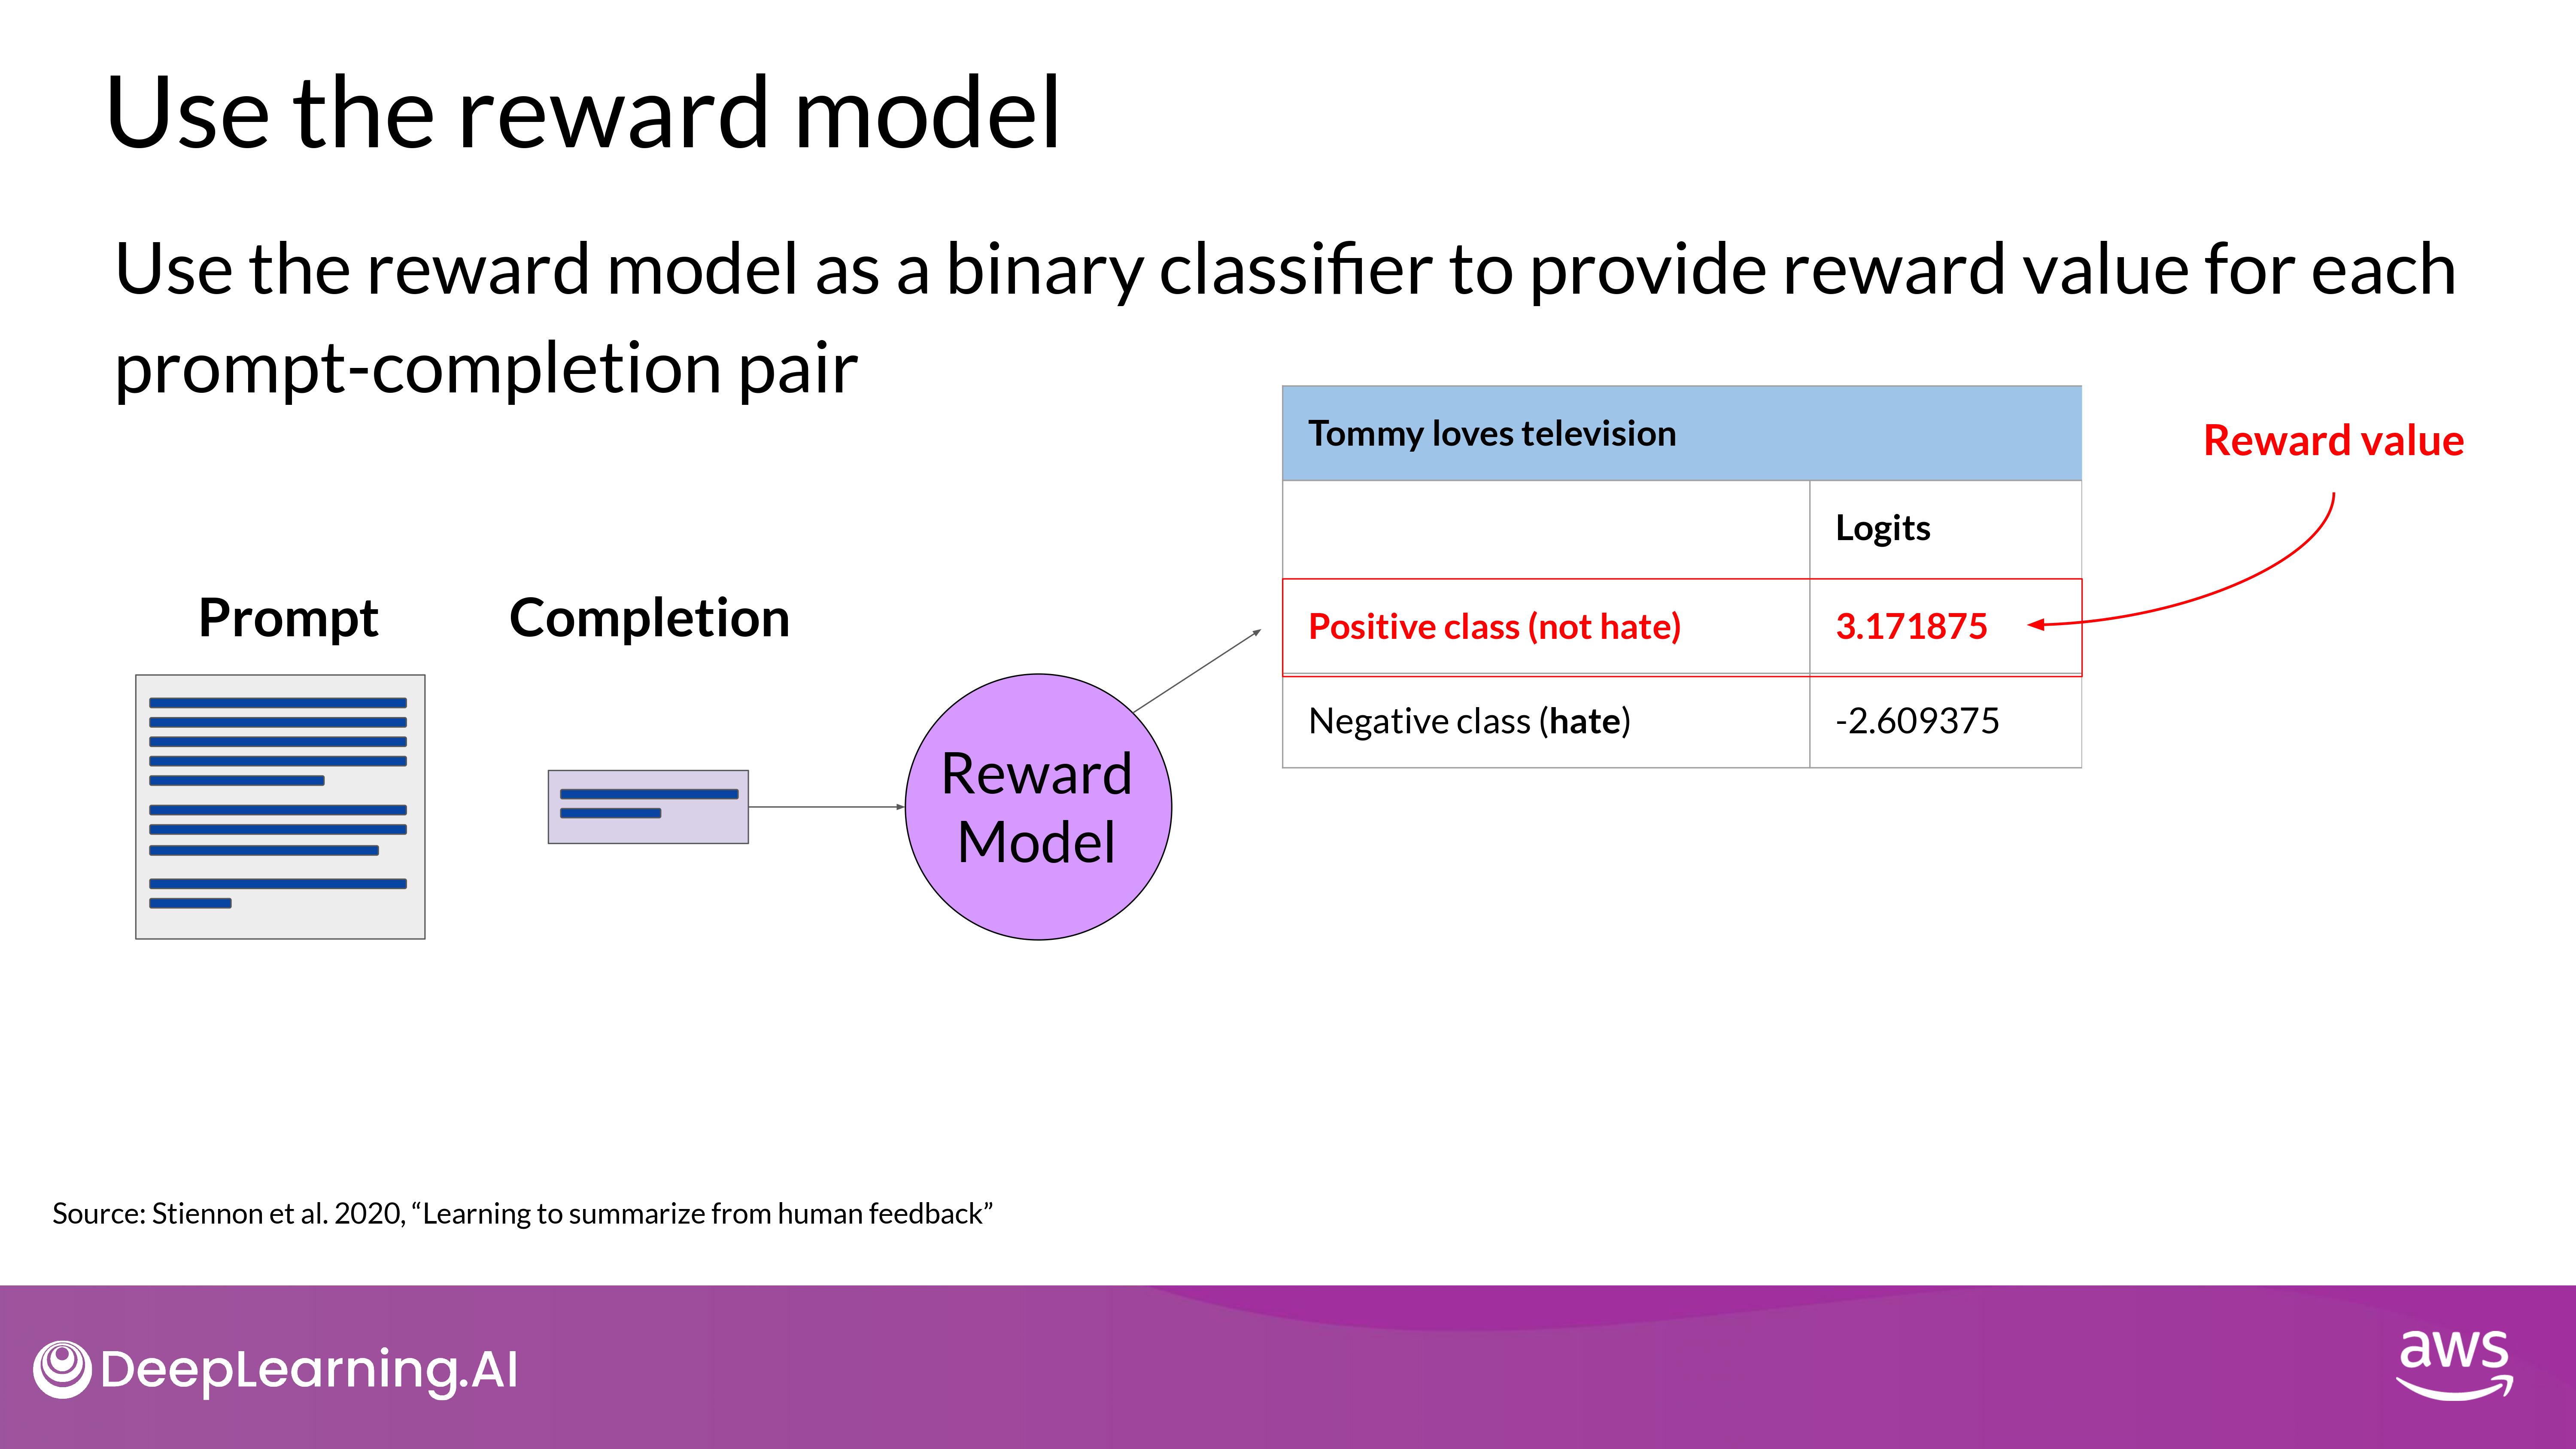 Use the reward model
Use the reward model as a binary classifier to provide reward value for each
prompt-completion pair
Tommy loves television
Reward value
Logits
Prompt
Completion
Positive class (not hate)
3.171875
Negative class (hate)
-2.609375
Reward
Model
Source: Stiennon et al. 2020, “Learning to summarize from human feedback”
DeepLearning.AI
aws